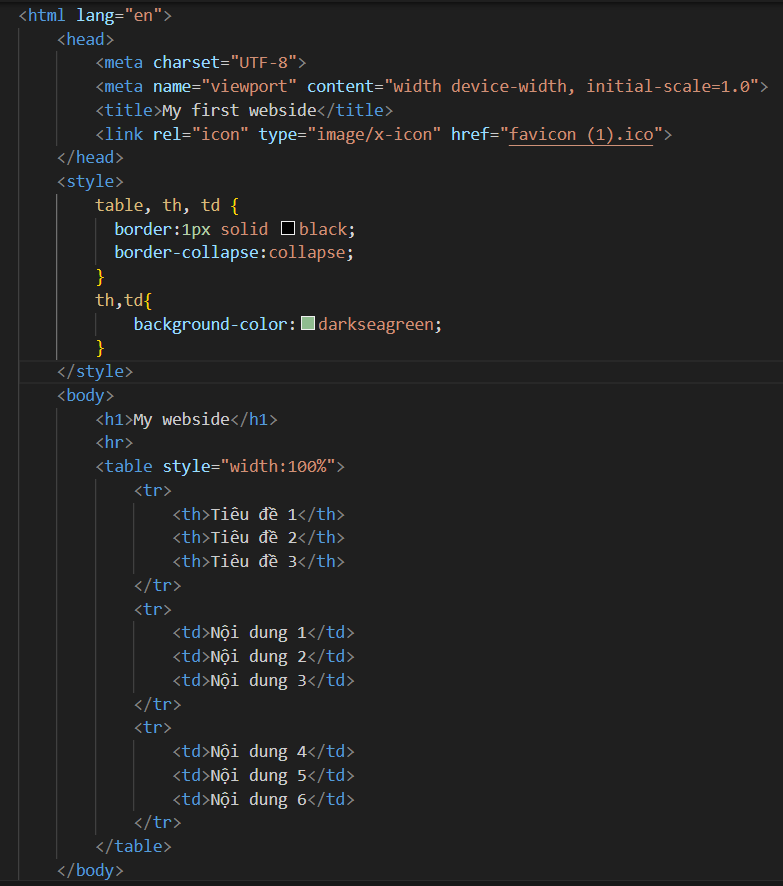 <html lang="en">
    <head>
        <meta charset="UTF-8">
        <meta name="viewport" content="width device-width, initial-scale=1.0">
        <title>My first webside</title>
        <link rel="icon" type="image/x-icon" href="favicon (1).ico">
    </head>
    <style>
        table, th, td {
          border:1px solid black;
          border-collapse:collapse;
        }
        th,td{
            background-color:darkseagreen;
        }
    </style>
    <body>
        <h1>My webside</h1>
        <hr>
        <table style="width:100%">
            <tr>
                <th>Tiêu đề 1</th>
                <th>Tiêu đề 2</th>
                <th>Tiêu đề 3</th>
            </tr>
            <tr>
                <td>Nội dung 1</td>
                <td>Nội dung 2</td>
                <td>Nội dung 3</td>
            </tr>
            <tr>
                <td>Nội dung 4</td>
                <td>Nội dung 5</td>
                <td>Nội dung 6</td>
            </tr>
        </table>
    </body>